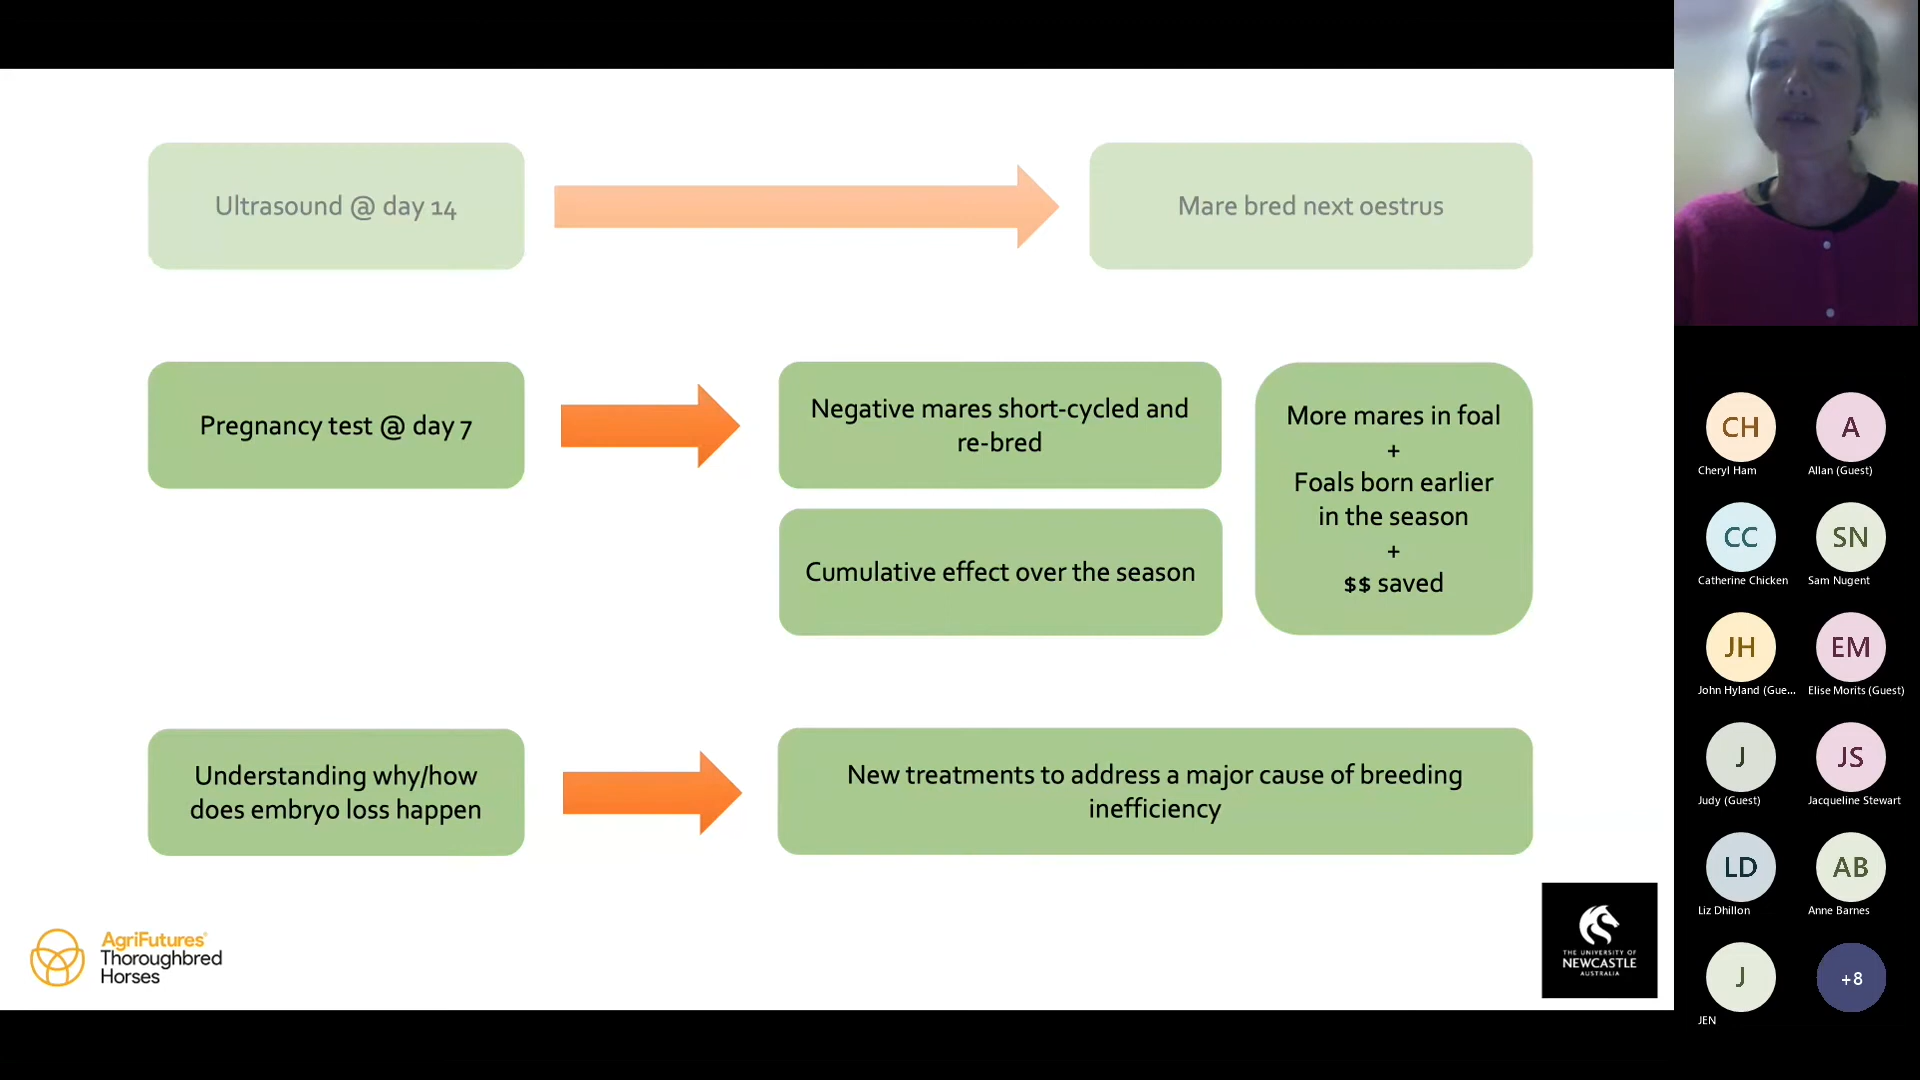 Ultrasound @ day 14
Mare bred next oestrus
Pregnancy test @ day 7
Negative mares short-cycled and
re-bred
Cumulative effect over the season
More mares in foal
+
Foals born earlier
in the season
+
$$ saved
Understanding why/how
does embryo loss happen
New treatments to address a major cause of breeding
inefficiency
AgriFutures®
Thoroughbred
Horses
THE UNIVERSITY OF
NEWCASTLE
AUSTRALIA
CH
Cheryl Ham
A
Allan (Guest)
CC
Catherine Chicken
SN
Sam Nugent
JH
John Hyland (Gue...
EM
Elise Morits (Guest)
J
Judy (Guest)
JS
Jacqueline Stewart
LD
Liz Dhillon
AB
Anne Barnes
J
JEN
+8